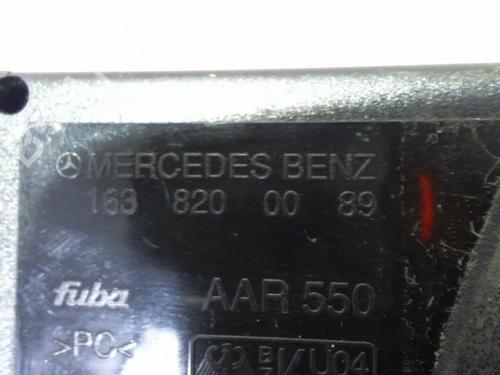 MERCEDES BENZ
163 820 00 89
fuba AAR 550
>PC<